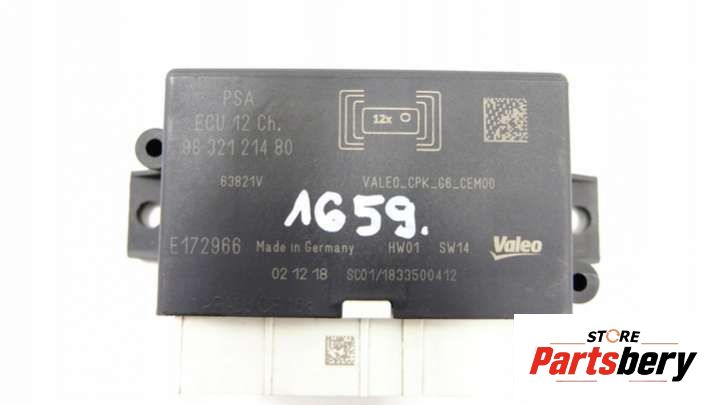 PSA
ECU 12 Ch.
98 321 214 80
12x
63821V VALEO_CPK_G6_CEM00
1659.
E172966 Made in Germany HW01 SW14 Valeo
02 12 18 SC01/1833500412
STORE
Partsbery